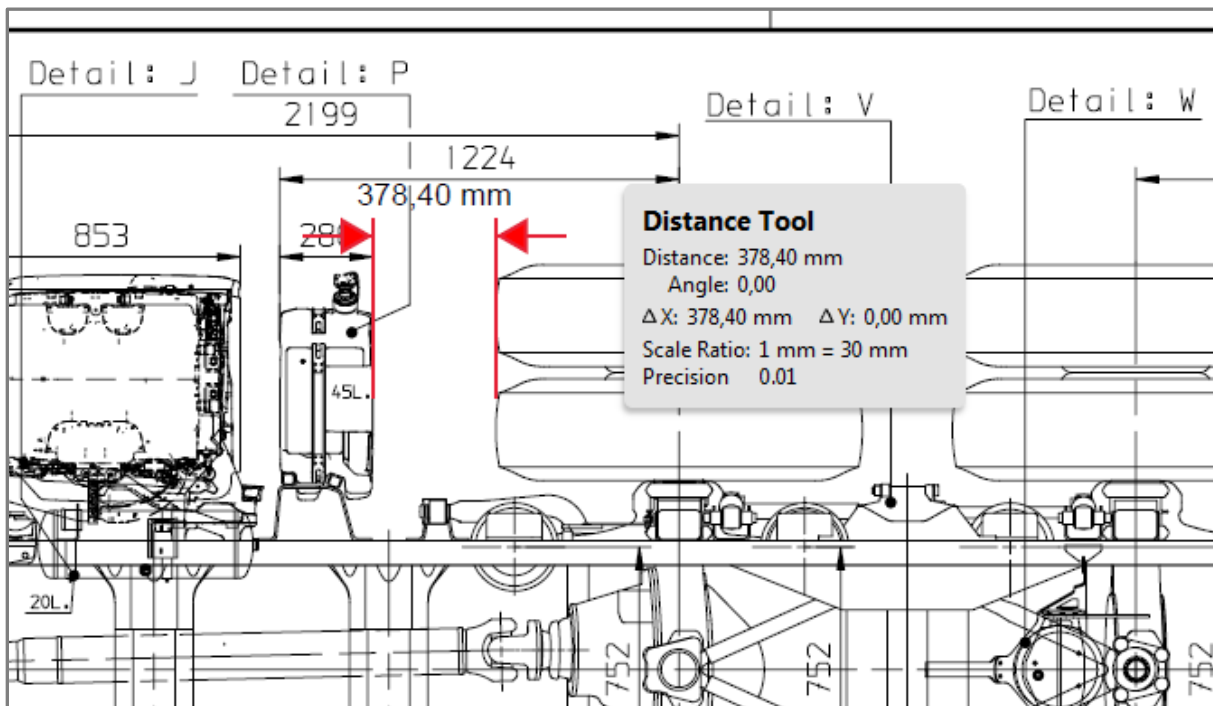 Detail: J
Detail: P
Detail: V
Detail: W
2199
1224
378,40 mm
853
Distance Tool
Distance: 378,40 mm
Angle: 0,00
Δ X: 378,40 mm Δ Y: 0,00 mm
Scale Ratio: 1 mm = 30 mm
Precision 0.01
45L.
20L.
752
752
752